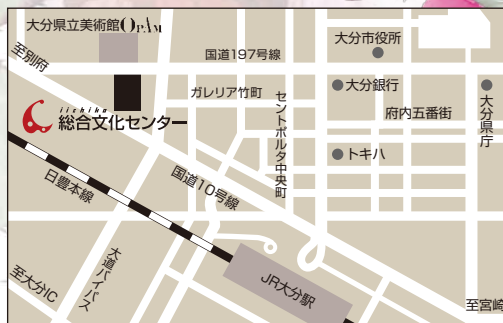 大分県立美術館OPAM
大分市役所
至別府
国道197号線
大分銀行
ガレリア竹町
大分県庁
iichiko
総合文化センター
セントポルタ中央町
府内五番街
トキハ
国道10号線
日豊本線
大道バイパス
至大分IC
JR大分駅
至宮崎